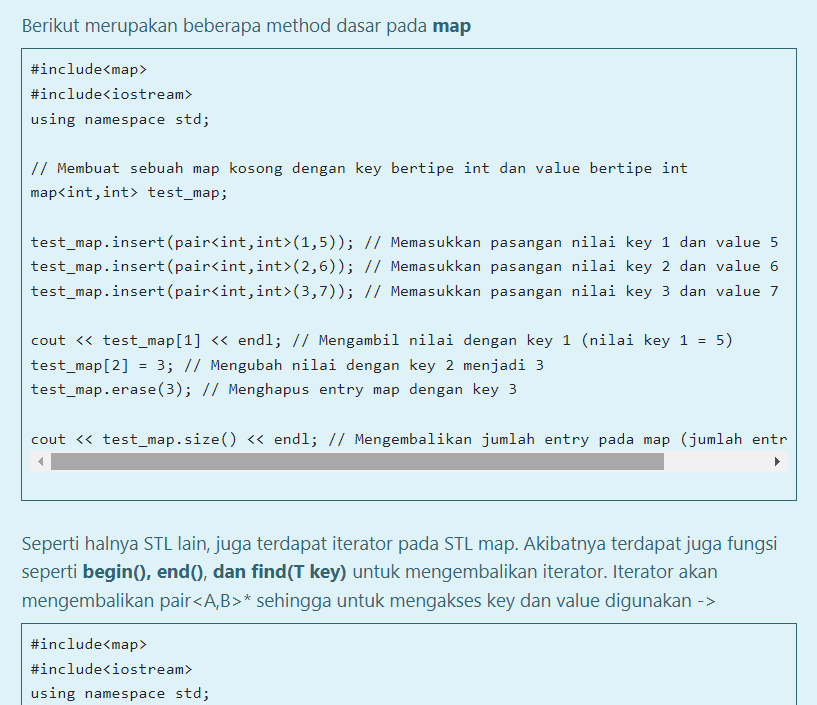 Berikut merupakan beberapa method dasar pada map
#include<map>
#include<iostream>
using namespace std;
// Membuat sebuah map kosong dengan key bertipe int dan value bertipe int
map<int,int> test_map;
test_map.insert(pair<int,int>(1,5)); // Memasukkan pasangan nilai key 1 dan value 5
test_map.insert(pair<int,int>(2,6)); // Memasukkan pasangan nilai key 2 dan value 6
test_map.insert(pair<int,int>(3,7)); // Memasukkan pasangan nilai key 3 dan value 7
cout << test_map[1] << endl; // Mengambil nilai dengan key 1 (nilai key 1 = 5)
test_map[2] = 3; // Mengubah nilai dengan key 2 menjadi 3
test_map.erase(3); // Menghapus entry map dengan key 3
cout << test_map.size() << endl; // Mengembalikan jumlah entry pada map (jumlah entr
Seperti halnya STL lain, juga terdapat iterator pada STL map. Akibatnya terdapat juga fungsi
seperti begin(), end(), dan find(T key) untuk mengembalikan iterator. Iterator akan
mengembalikan pair<A,B>* sehingga untuk mengakses key dan value digunakan ->
#include<map>
#include<iostream>
using namespace std;